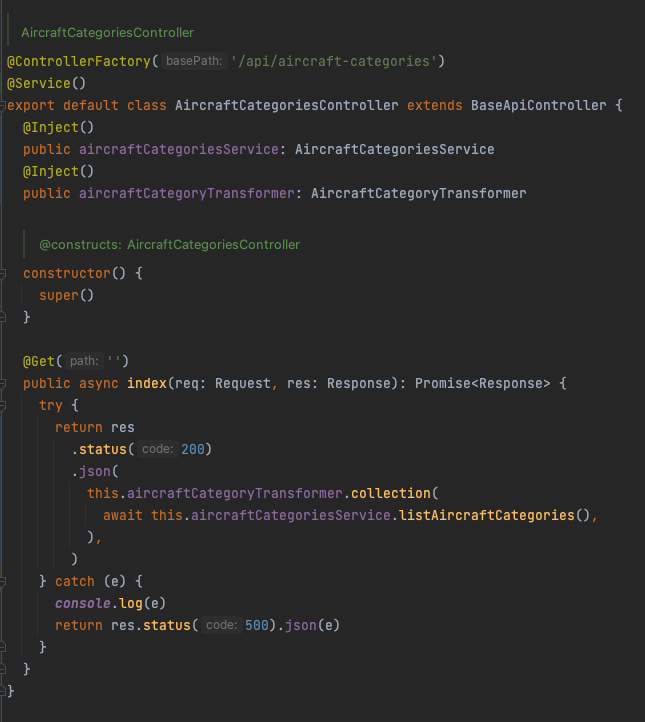 AircraftCategoriesController
@ControllerFactory( basePath: '/api/aircraft-categories')
@Service()
export default class AircraftCategoriesController extends BaseApiController {
@Inject()
public aircraftCategoriesService: AircraftCategoriesService
@Inject()
public aircraftCategoryTransformer: AircraftCategoryTransformer
@constructs: AircraftCategoriesController
constructor() {
super()
}
@Get( path: '')
public async index(req: Request, res: Response): Promise<Response> {
try {
return res
.status( code: 200)
.json(
this.aircraftCategoryTransformer.collection(
await this.aircraftCategoriesService.listAircraftCategories(),
),
)
} catch (e) {
console.log(e)
return res.status( code: 500).json(e)
}
}
}